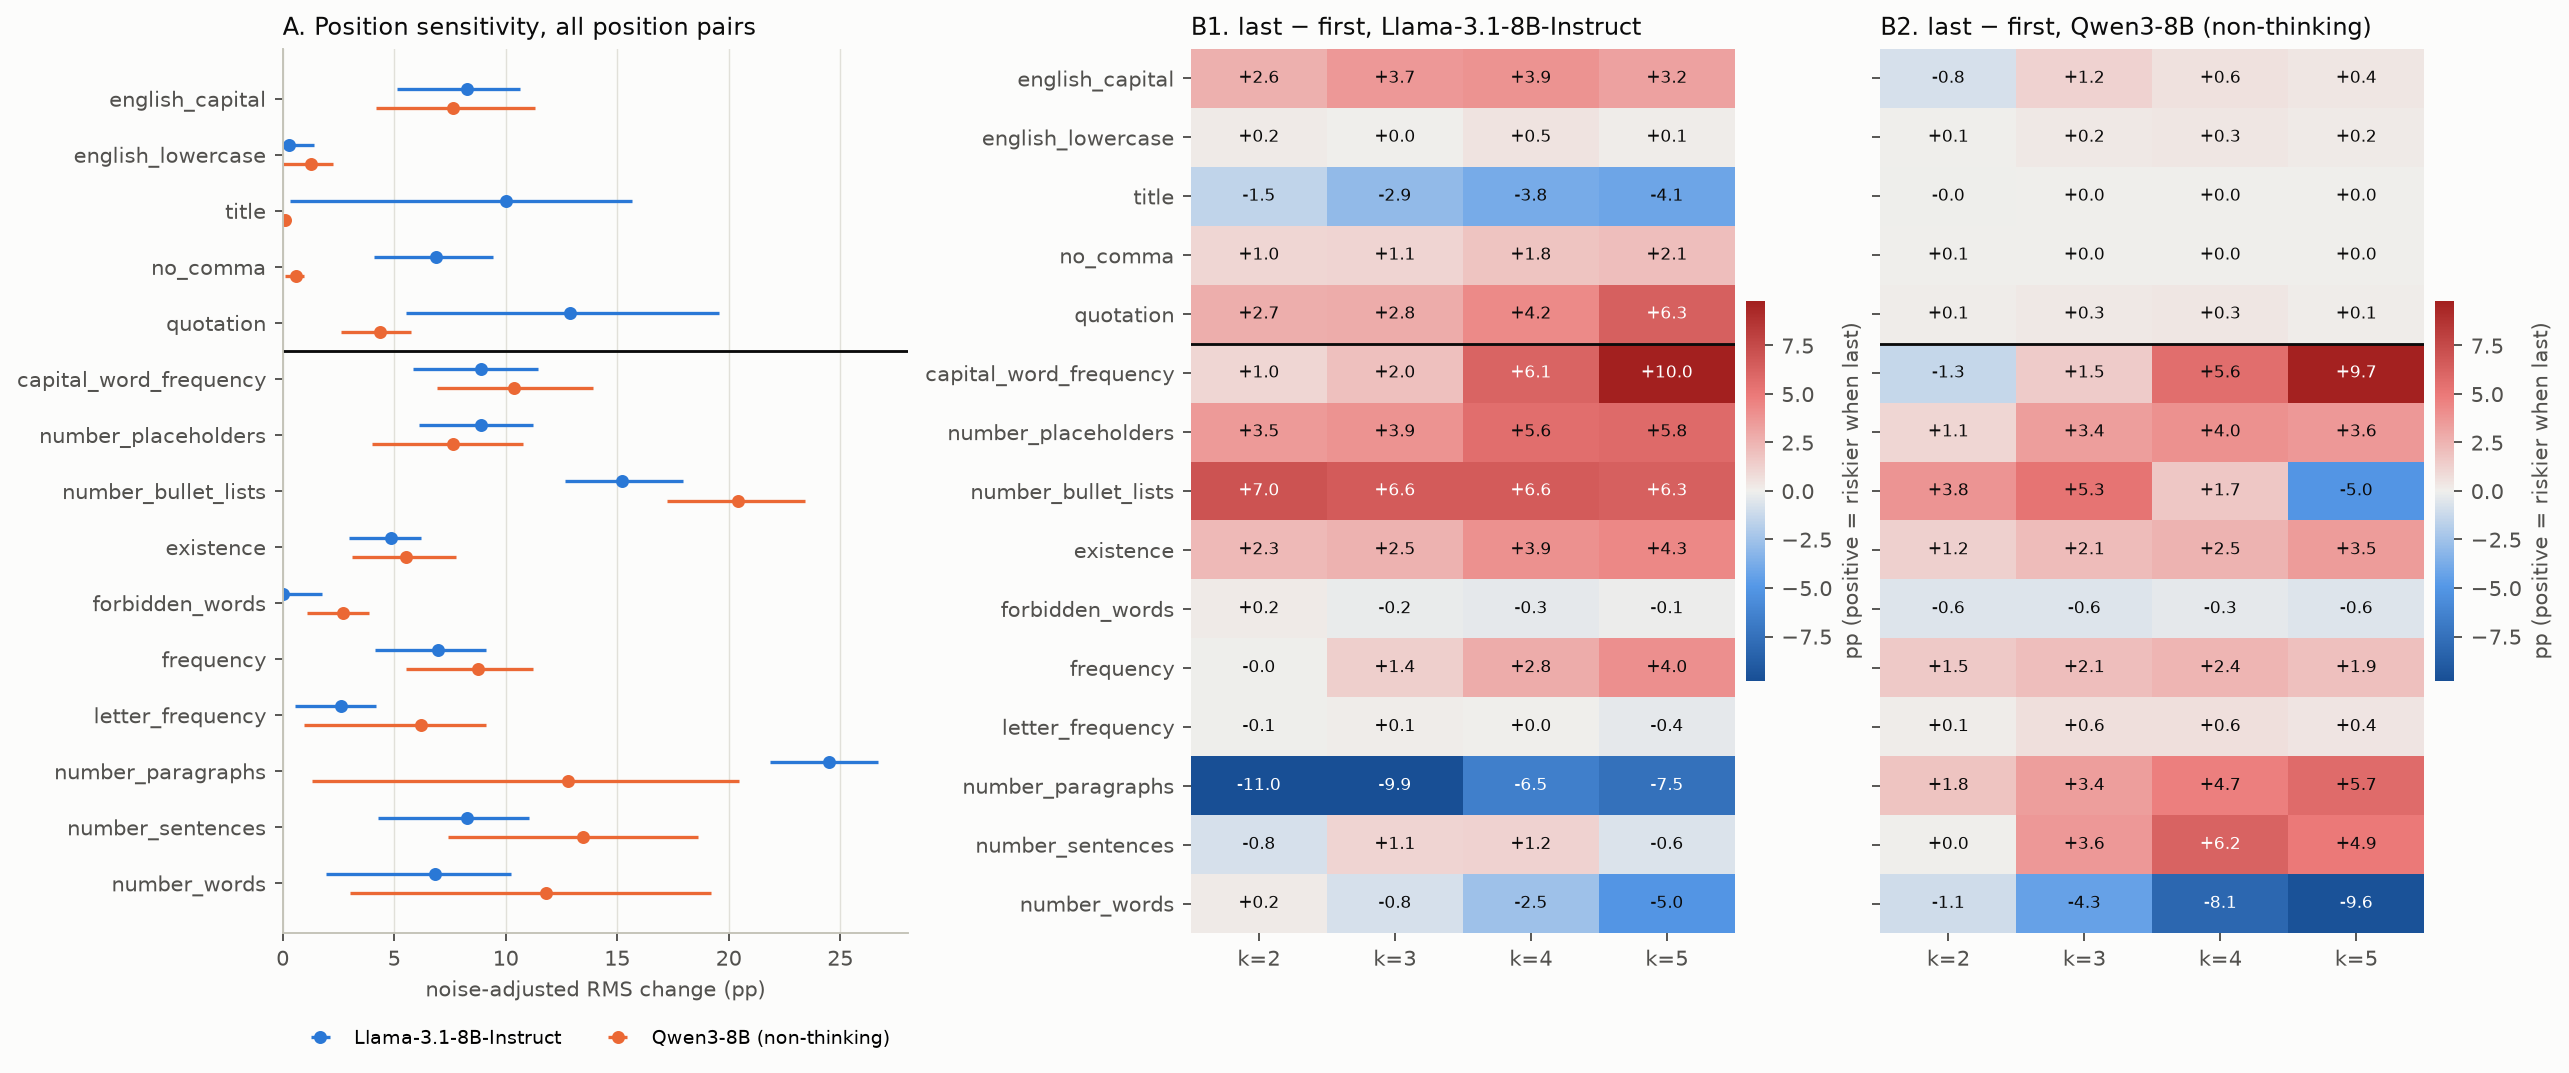 A. Position sensitivity, all position pairs
english_capital
english_lowercase
title
no_comma
quotation
capital_word_frequency
number_placeholders
number_bullet_lists
existence
forbidden_words
frequency
letter_frequency
number_paragraphs
number_sentences
number_words
0 5 10 15 20 25
noise-adjusted RMS change (pp)
Llama-3.1-8B-Instruct Qwen3-8B (non-thinking)
B1. last − first, Llama-3.1-8B-Instruct
english_capital +2.6 +3.7 +3.9 +3.2
english_lowercase +0.2 +0.0 +0.5 +0.1
title -1.5 -2.9 -3.8 -4.1
no_comma +1.0 +1.1 +1.8 +2.1
quotation +2.7 +2.8 +4.2 +6.3
capital_word_frequency +1.0 +2.0 +6.1 +10.0
number_placeholders +3.5 +3.9 +5.6 +5.8
number_bullet_lists +7.0 +6.6 +6.6 +6.3
existence +2.3 +2.5 +3.9 +4.3
forbidden_words +0.2 -0.2 -0.3 -0.1
frequency -0.0 +1.4 +2.8 +4.0
letter_frequency -0.1 +0.1 +0.0 -0.4
number_paragraphs -11.0 -9.9 -6.5 -7.5
number_sentences -0.8 +1.1 +1.2 -0.6
number_words +0.2 -0.8 -2.5 -5.0
k=2 k=3 k=4 k=5
7.5
5.0
2.5
0.0
−2.5
−5.0
−7.5
pp (positive = riskier when last)
B2. last − first, Qwen3-8B (non-thinking)
-0.8 +1.2 +0.6 +0.4
+0.1 +0.2 +0.3 +0.2
-0.0 +0.0 +0.0 +0.0
+0.1 +0.0 +0.0 +0.0
+0.1 +0.3 +0.3 +0.1
-1.3 +1.5 +5.6 +9.7
+1.1 +3.4 +4.0 +3.6
+3.8 +5.3 +1.7 -5.0
+1.2 +2.1 +2.5 +3.5
-0.6 -0.6 -0.3 -0.6
+1.5 +2.1 +2.4 +1.9
+0.1 +0.6 +0.6 +0.4
+1.8 +3.4 +4.7 +5.7
+0.0 +3.6 +6.2 +4.9
-1.1 -4.3 -8.1 -9.6
k=2 k=3 k=4 k=5
7.5
5.0
2.5
0.0
−2.5
−5.0
−7.5
pp (positive = riskier when last)